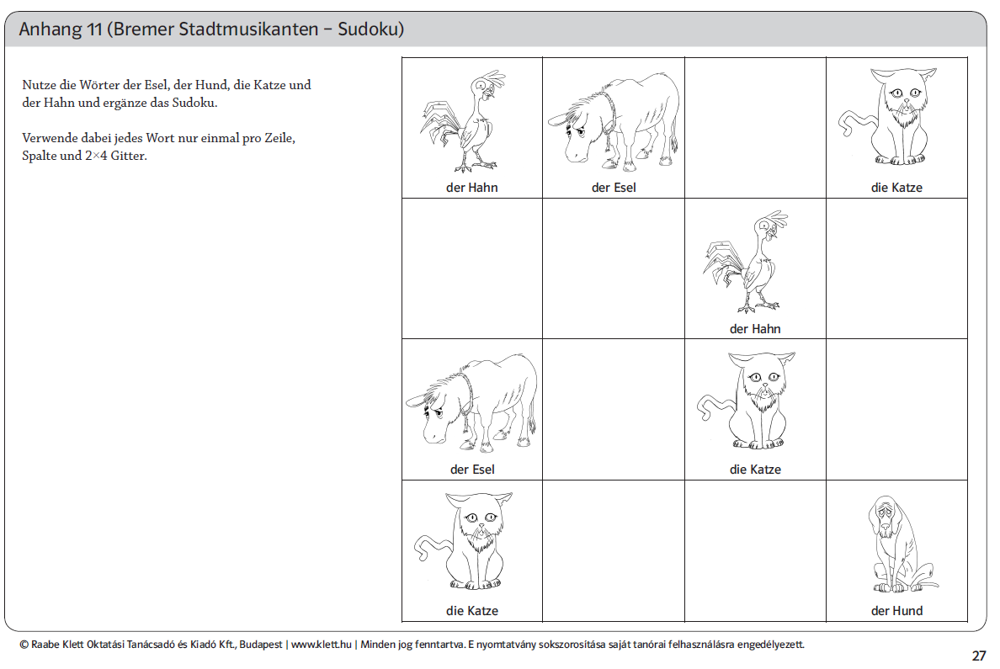 Anhang 11 (Bremer Stadtmusikanten – Sudoku)
Nutze die Wörter der Esel, der Hund, die Katze und
der Hahn und ergänze das Sudoku.
Verwende dabei jedes Wort nur einmal pro Zeile,
Spalte und 2×4 Gitter.
der Hahn
der Esel
die Katze
der Hahn
der Esel
die Katze
die Katze
der Hund
© Raabe Klett Oktatási Tanácsadó és Kiadó Kft., Budapest | www.klett.hu | Minden jog fenntartva. E nyomtatvány sokszorosítása saját tanórai felhasználásra engedélyezett.
27